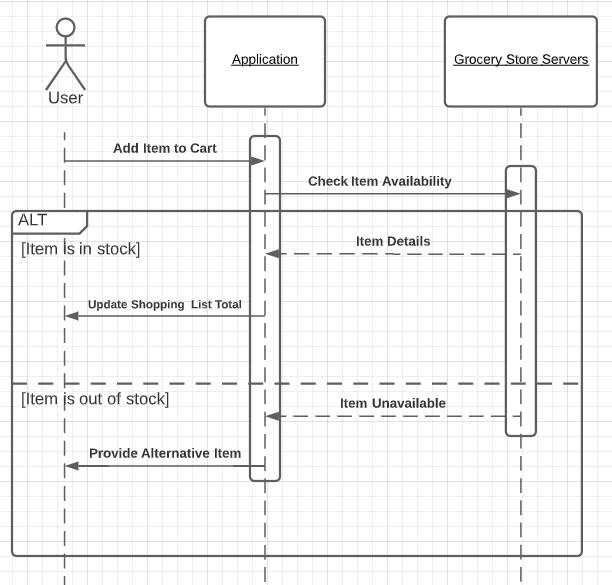 Application
Grocery Store Servers
User
Add Item to Cart
Check Item Availability
ALT
Item Details
[Item is in stock]
Update Shopping List Total
[Item is out of stock]
Item Unavailable
Provide Alternative Item